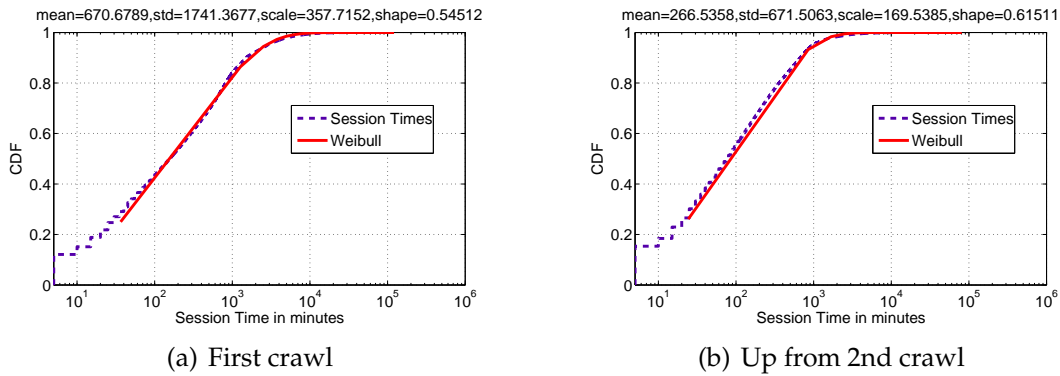 mean=670.6789,std=1741.3677,scale=357.7152,shape=0.54512
1
0.8
0.6
0.4
0.2
0
CDF
Session Times
Weibull
10^1 10^2 10^3 10^4 10^5 10^6
Session Time in minutes
(a) First crawl
mean=266.5358,std=671.5063,scale=169.5385,shape=0.61511
1
0.8
0.6
0.4
0.2
0
CDF
Session Times
Weibull
10^1 10^2 10^3 10^4 10^5 10^6
Session Time in minutes
(b) Up from 2nd crawl